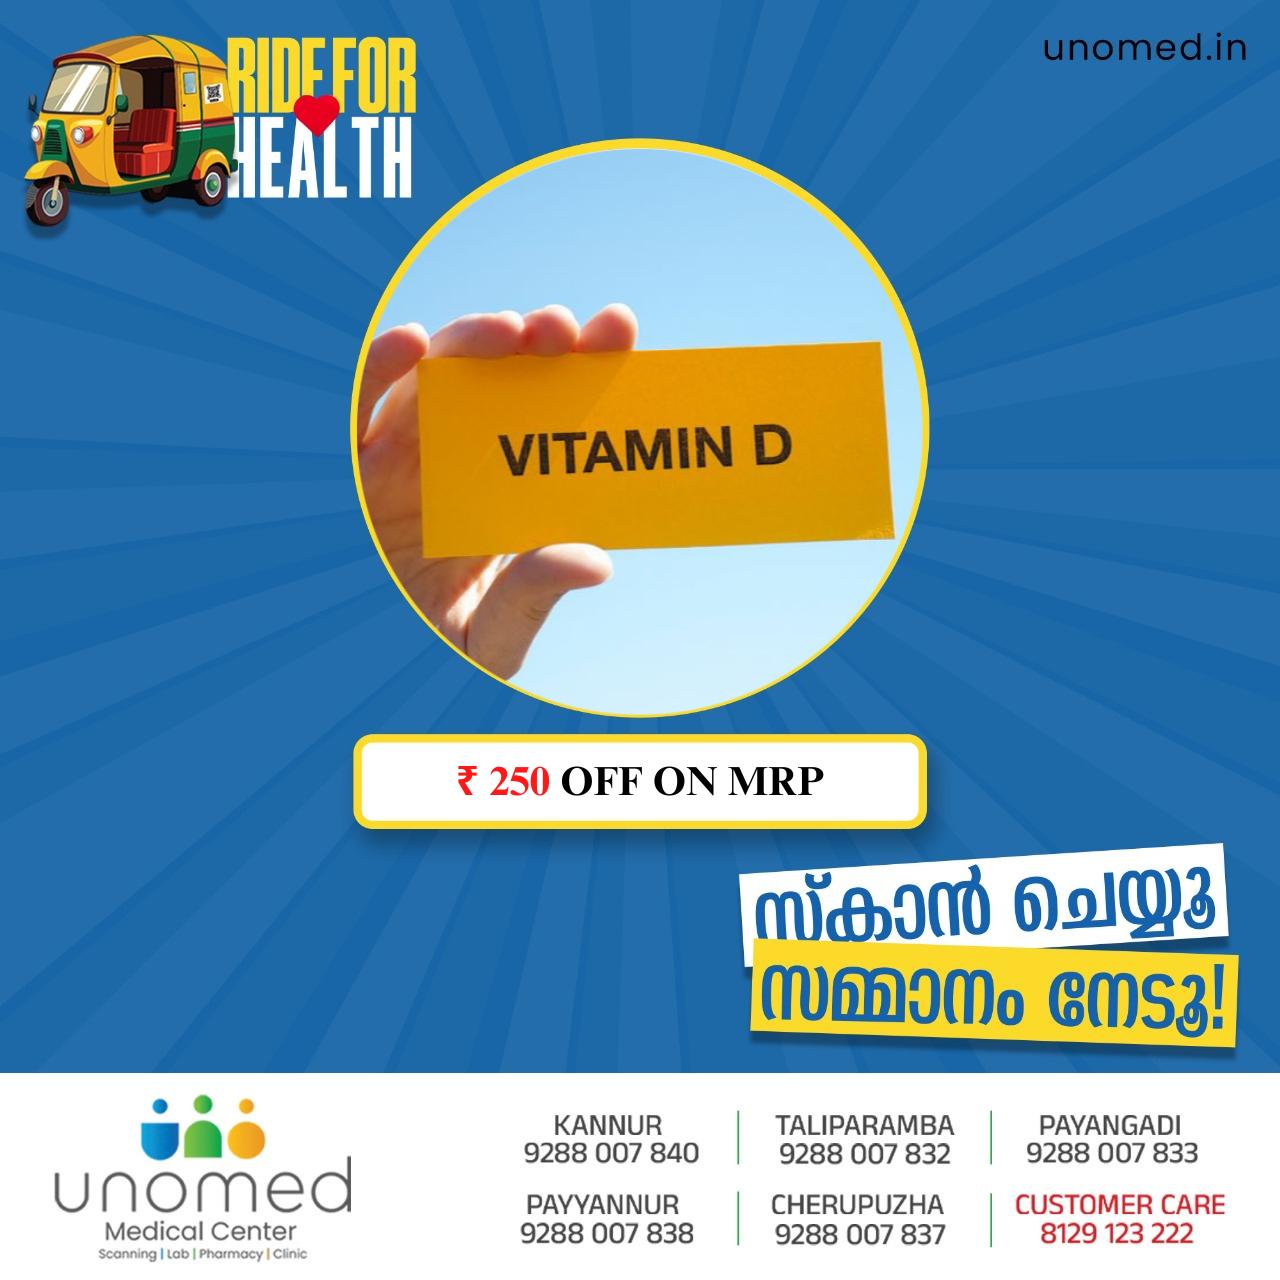 RIDE FOR
HEALTH
unomed.in
VITAMIN D
₹ 250 OFF ON MRP
സ്കാൻ ചെയ്യൂ
സമ്മാനം നേടൂ!
unomed
Medical Center
Scanning | Lab | Pharmacy | Clinic
KANNUR
9288 007 840
TALIPARAMBA
9288 007 832
PAYANGADI
9288 007 833
PAYYANNUR
9288 007 838
CHERUPUZHA
9288 007 837
CUSTOMER CARE
8129 123 222